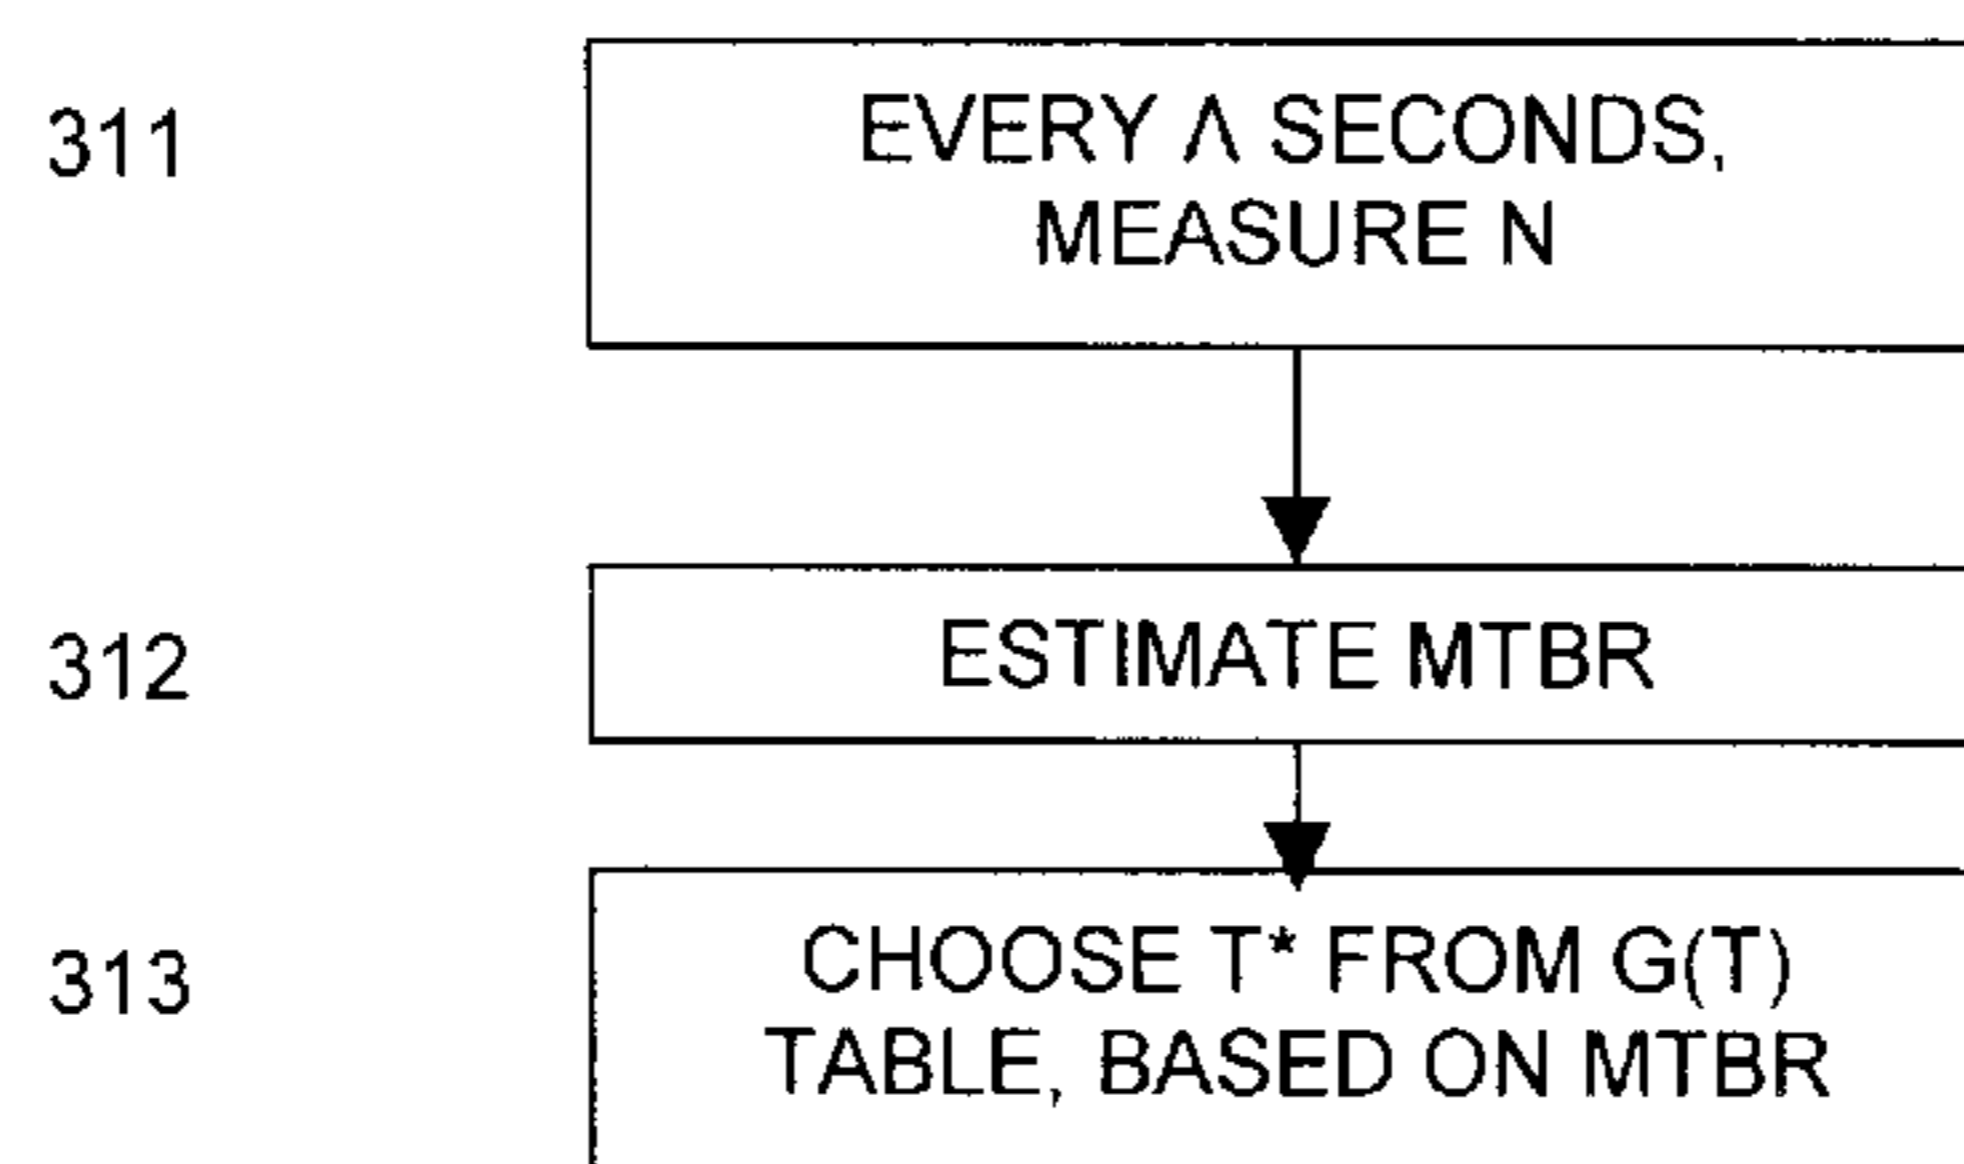 311
EVERY Λ SECONDS,
MEASURE N
312
ESTIMATE MTBR
313
CHOOSE T* FROM G(T)
TABLE, BASED ON MTBR